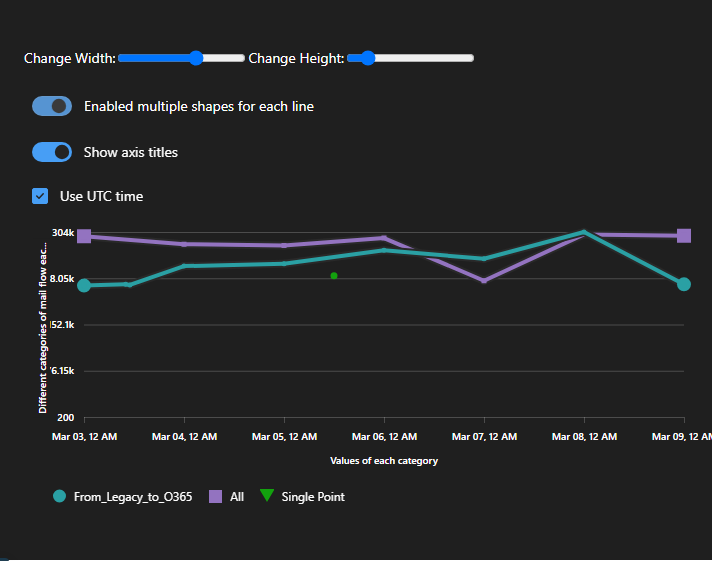 Change Width: Change Height:
Enabled multiple shapes for each line
Show axis titles
Use UTC time
304k
8.05k
52.1k
6.15k
200
Different categories of mail flow eac...
Mar 03, 12 AM Mar 04, 12 AM Mar 05, 12 AM Mar 06, 12 AM Mar 07, 12 AM Mar 08, 12 AM Mar 09, 12 AM
Values of each category
From_Legacy_to_O365 All Single Point